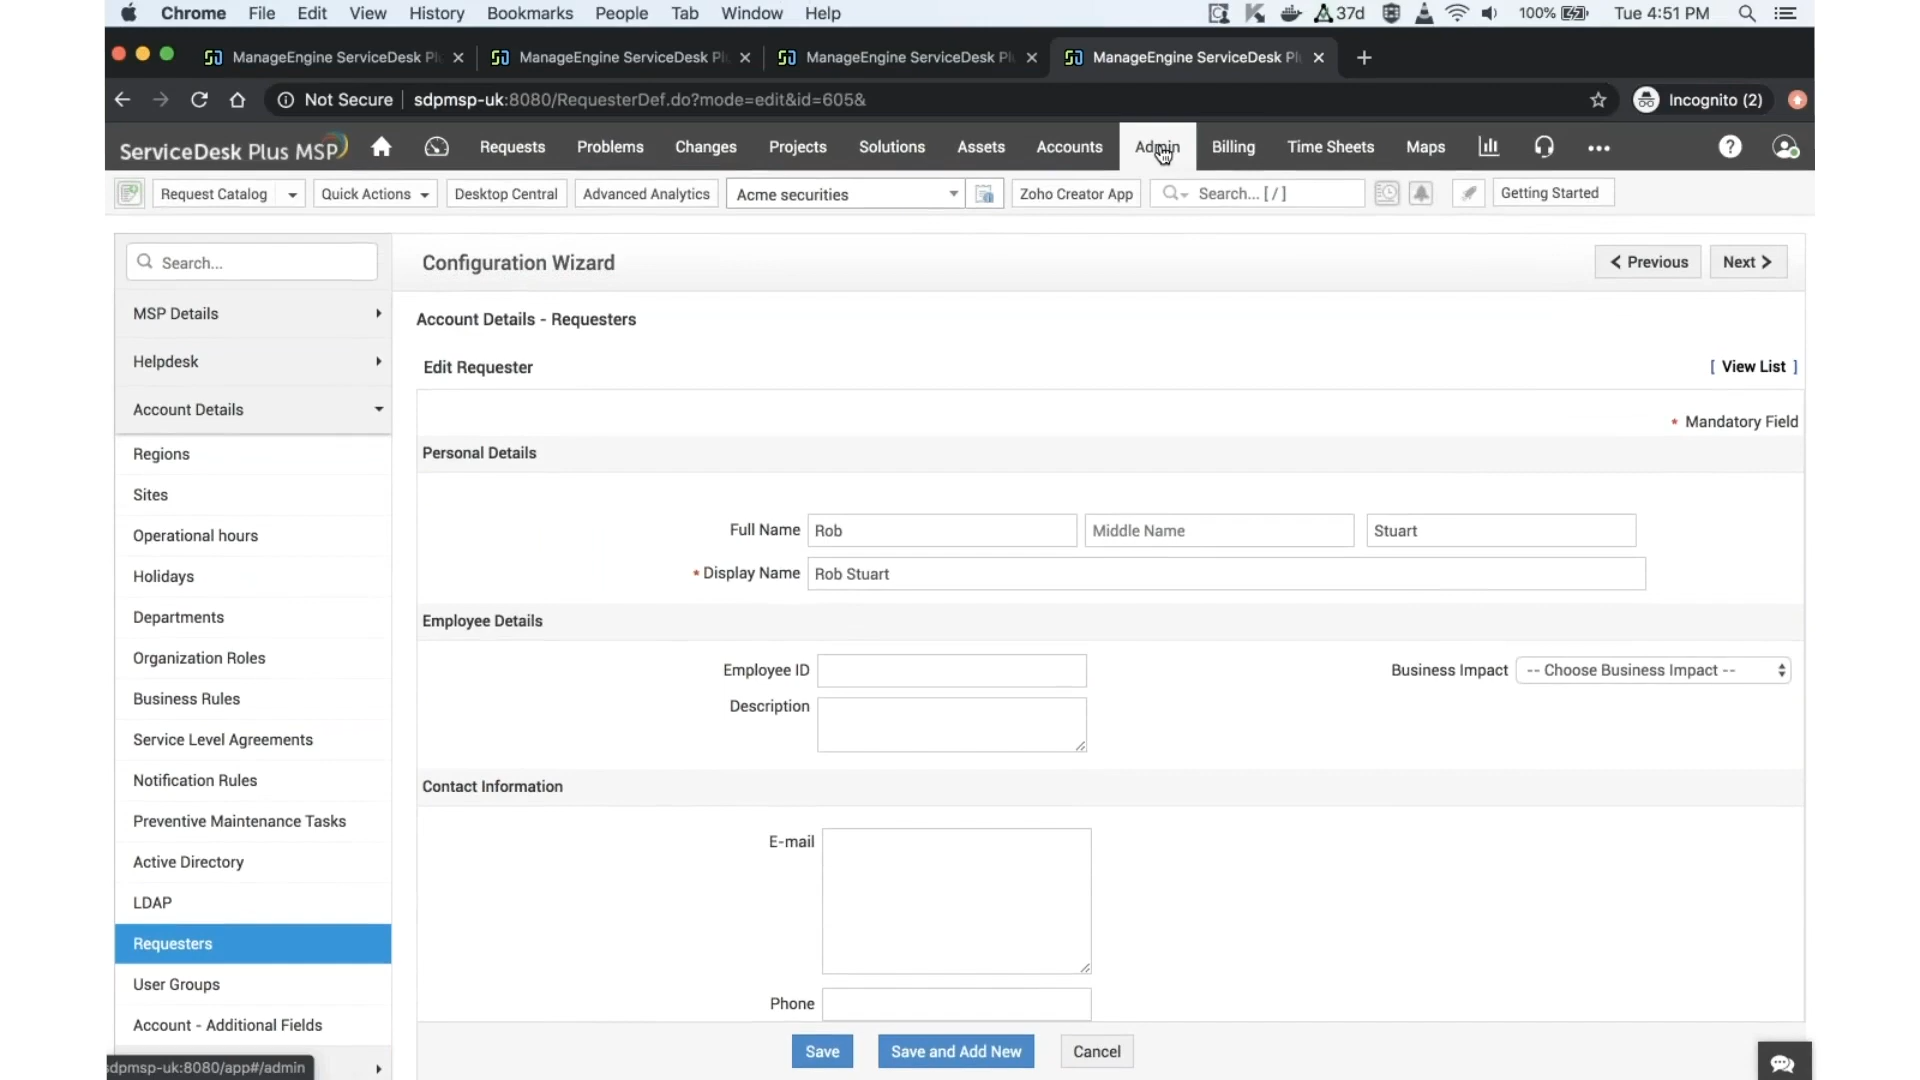 Chrome File Edit View History Bookmarks People Tab Window Help 37d 100% Tue 4:51 PM
ManageEngine ServiceDesk Pl ManageEngine ServiceDesk Pl ManageEngine ServiceDesk Pl ManageEngine ServiceDesk Pl
Not Secure sdpmsp-uk:8080/RequesterDef.do?mode=edit&id=605& Incognito (2)
ServiceDesk Plus MSP Requests Problems Changes Projects Solutions Assets Accounts Admin Billing Time Sheets Maps
Request Catalog Quick Actions Desktop Central Advanced Analytics Acme securities Zoho Creator App Search... [ / ] Getting Started
Search...
Configuration Wizard
Previous Next
MSP Details
Helpdesk
Account Details
Regions
Sites
Operational hours
Holidays
Departments
Organization Roles
Business Rules
Service Level Agreements
Notification Rules
Preventive Maintenance Tasks
Active Directory
LDAP
Requesters
User Groups
Account - Additional Fields
Account Details - Requesters
Edit Requester [ View List ]
* Mandatory Field
Personal Details
Full Name Rob Middle Name Stuart
* Display Name Rob Stuart
Employee Details
Employee ID Business Impact -- Choose Business Impact --
Description
Contact Information
E-mail
Phone
Save Save and Add New Cancel
sdpmsp-uk:8080/app#/admin